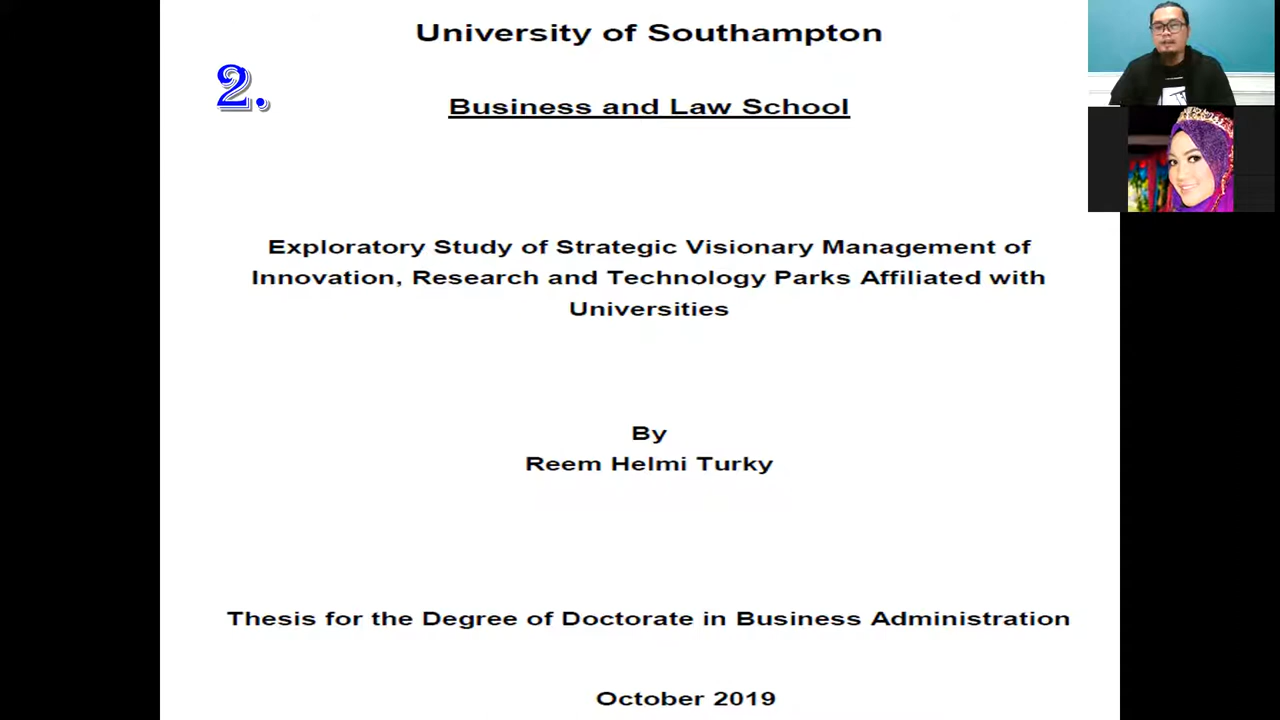 University of Southampton
2.
Business and Law School
Exploratory Study of Strategic Visionary Management of
Innovation, Research and Technology Parks Affiliated with
Universities
By
Reem Helmi Turky
Thesis for the Degree of Doctorate in Business Administration
October 2019